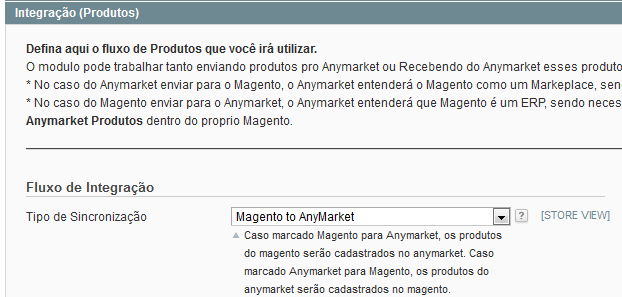 Integração (Produtos)
Defina aqui o fluxo de Produtos que você irá utilizar.
O modulo pode trabalhar tanto enviando produtos pro Anymarket ou Recebendo do Anymarket esses produto
* No caso do Anymarket enviar para o Magento, o Anymarket entenderá o Magento como um Markeplace, sen
* No caso do Magento enviar para o Anymarket, o Anymarket entenderá que Magento é um ERP, sendo neces
Anymarket Produtos dentro do proprio Magento.
Fluxo de Integração
Tipo de Sincronização Magento to AnyMarket ? [STORE VIEW]
Caso marcado Magento para Anymarket, os produtos
do magento serão cadastrados no anymarket. Caso
marcado Anymarket para Magento, os produtos do
anymarket serão cadastrados no magento.